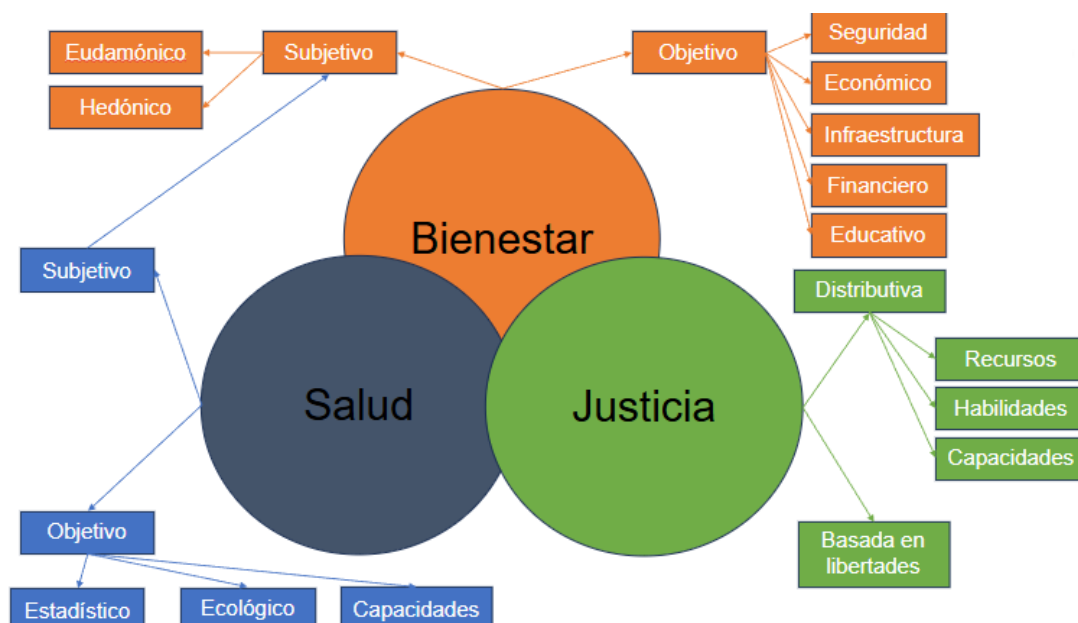 Seguridad
Eudamónico
Subjetivo
Objetivo
Económico
Hedónico
Infraestructura
Financiero
Bienestar
Educativo
Subjetivo
Distributiva
Recursos
Salud
Justicia
Habilidades
Capacidades
Objetivo
Basada en
libertades
Estadístico
Ecológico
Capacidades